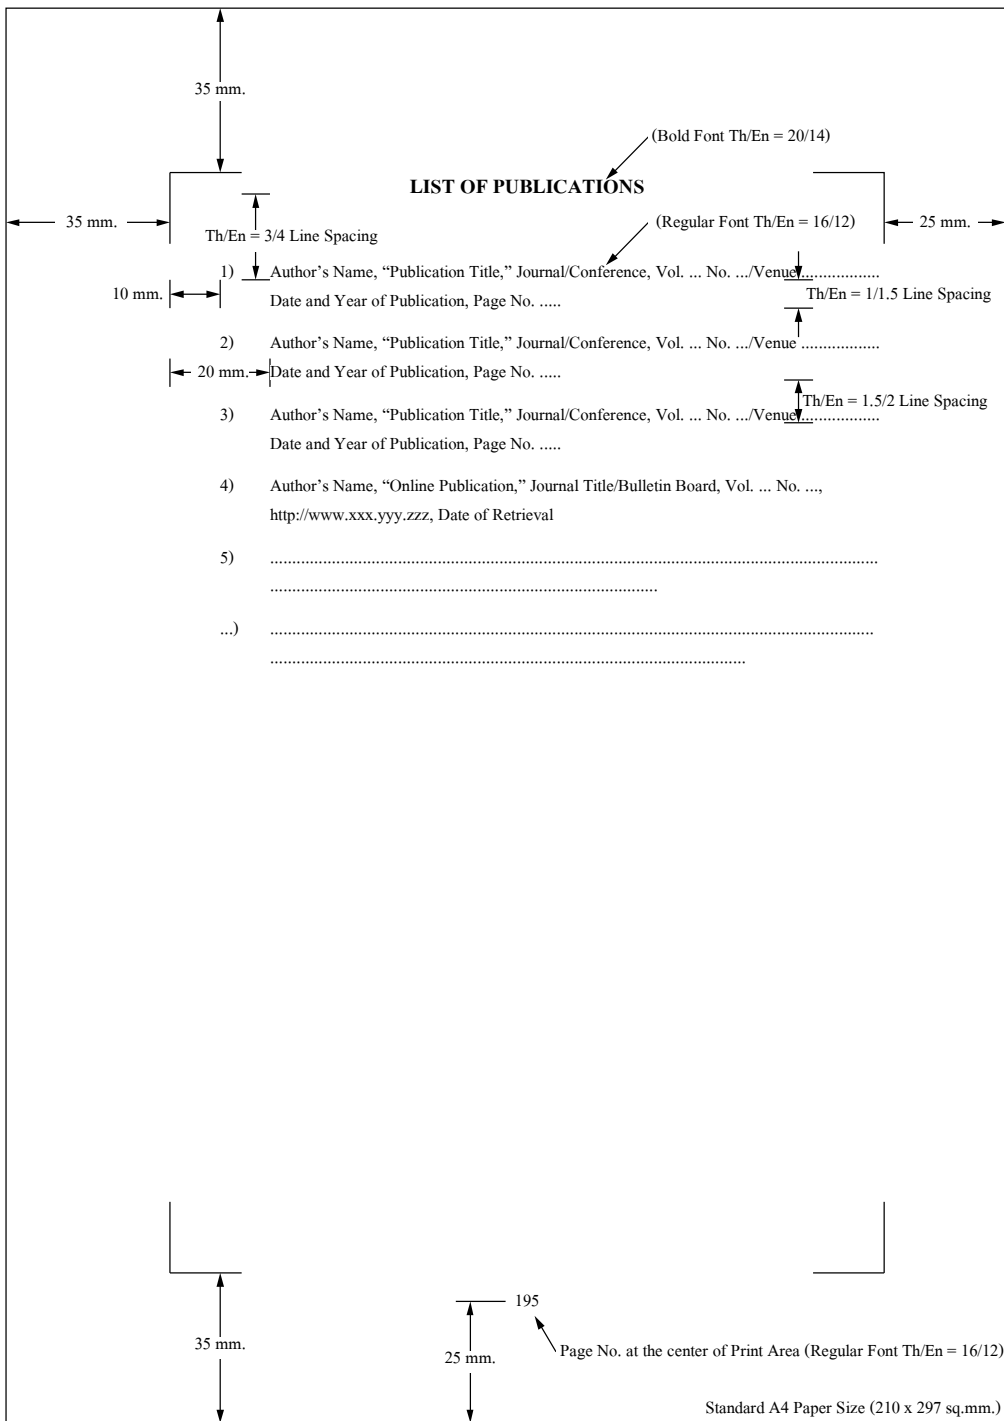 35 mm.
(Bold Font Th/En = 20/14)
LIST OF PUBLICATIONS
35 mm.
(Regular Font Th/En = 16/12)
25 mm.
Th/En = 3/4 Line Spacing
1) Author’s Name, “Publication Title,” Journal/Conference, Vol. ... No. .../Venue ..................
10 mm.
Date and Year of Publication, Page No. .....
Th/En = 1/1.5 Line Spacing
2) Author’s Name, “Publication Title,” Journal/Conference, Vol. ... No. .../Venue ..................
20 mm.
Date and Year of Publication, Page No. .....
Th/En = 1.5/2 Line Spacing
3) Author’s Name, “Publication Title,” Journal/Conference, Vol. ... No. .../Venue ..................
Date and Year of Publication, Page No. .....
4) Author’s Name, “Online Publication,” Journal Title/Bulletin Board, Vol. ... No. ...,
http://www.xxx.yyy.zzz, Date of Retrieval
5) ..........................................................................................................................................
........................................................................................
...) .........................................................................................................................................
............................................................................................................
195
35 mm.
25 mm.
Page No. at the center of Print Area (Regular Font Th/En = 16/12)
Standard A4 Paper Size (210 x 297 sq.mm.)